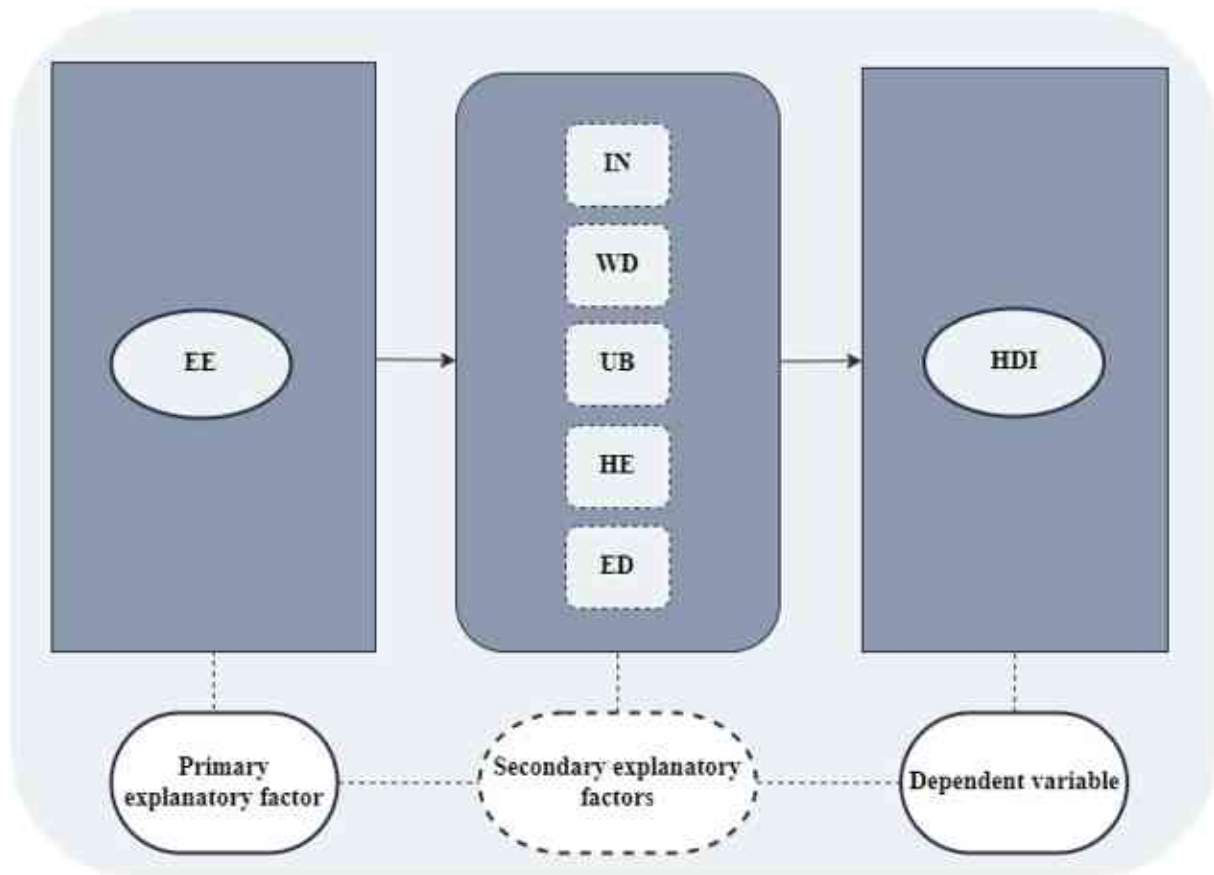 EE
IN
WD
UB
HE
ED
HDI
Primary
explanatory factor
Secondary explanatory
factors
Dependent variable